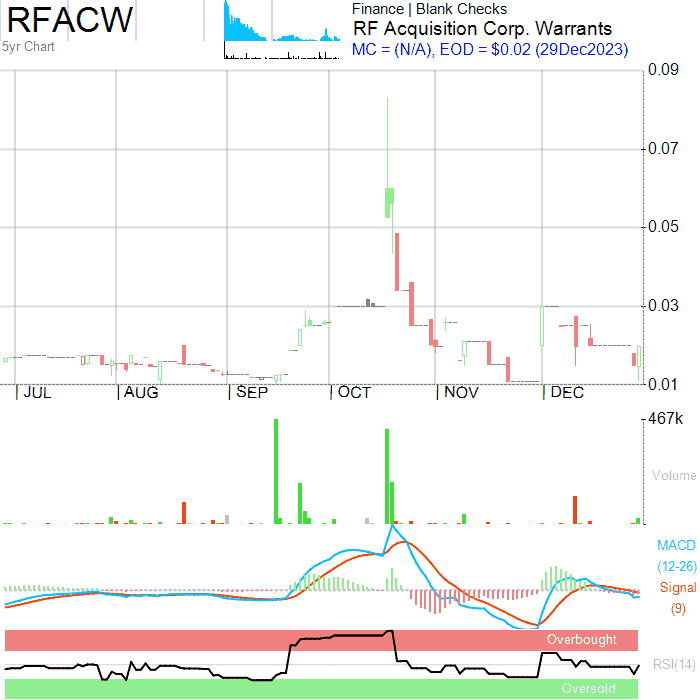 RFACW
5yr Chart
Finance | Blank Checks
RF Acquisition Corp. Warrants
MC = (N/A), EOD = $0.02 (29Dec2023)
0.09
0.07
0.05
0.03
0.01
JUL AUG SEP OCT NOV DEC
467k
Volume
MACD
(12-26)
Signal
(9)
Overbought
RSI(14)
Oversold